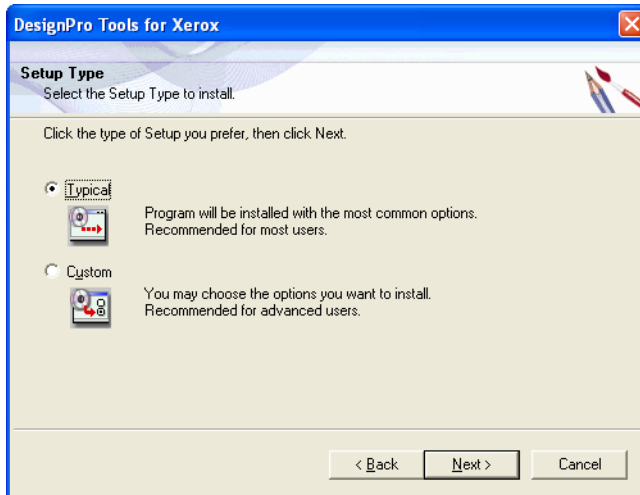 DesignPro Tools for Xerox
Setup Type
Select the Setup Type to install.
Click the type of Setup you prefer, then click Next.
Typical
Program will be installed with the most common options.
Recommended for most users.
Custom
You may choose the options you want to install.
Recommended for advanced users.
< Back Next > Cancel